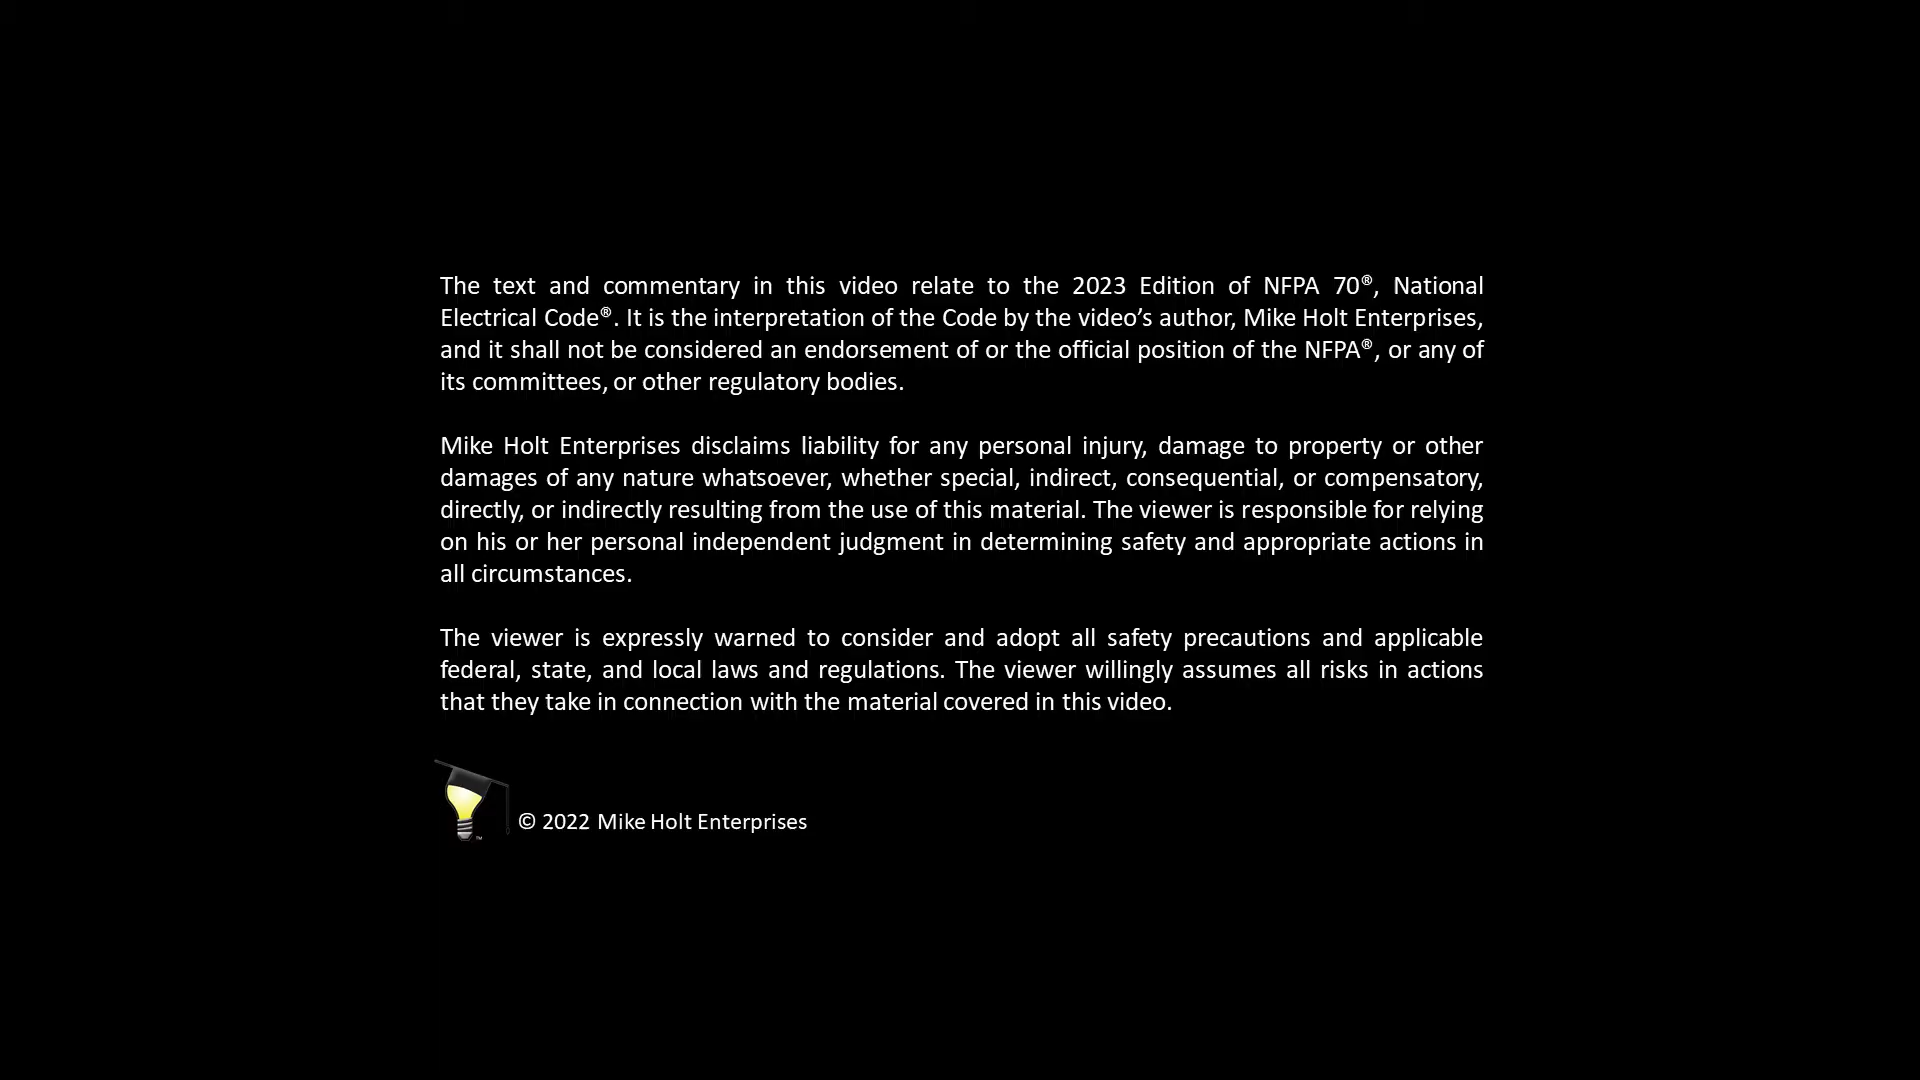 The text and commentary in this video relate to the 2023 Edition of NFPA 70®, National
Electrical Code®. It is the interpretation of the Code by the video’s author, Mike Holt Enterprises,
and it shall not be considered an endorsement of or the official position of the NFPA®, or any of
its committees, or other regulatory bodies.
Mike Holt Enterprises disclaims liability for any personal injury, damage to property or other
damages of any nature whatsoever, whether special, indirect, consequential, or compensatory,
directly, or indirectly resulting from the use of this material. The viewer is responsible for relying
on his or her personal independent judgment in determining safety and appropriate actions in
all circumstances.
The viewer is expressly warned to consider and adopt all safety precautions and applicable
federal, state, and local laws and regulations. The viewer willingly assumes all risks in actions
that they take in connection with the material covered in this video.
™ © 2022 Mike Holt Enterprises